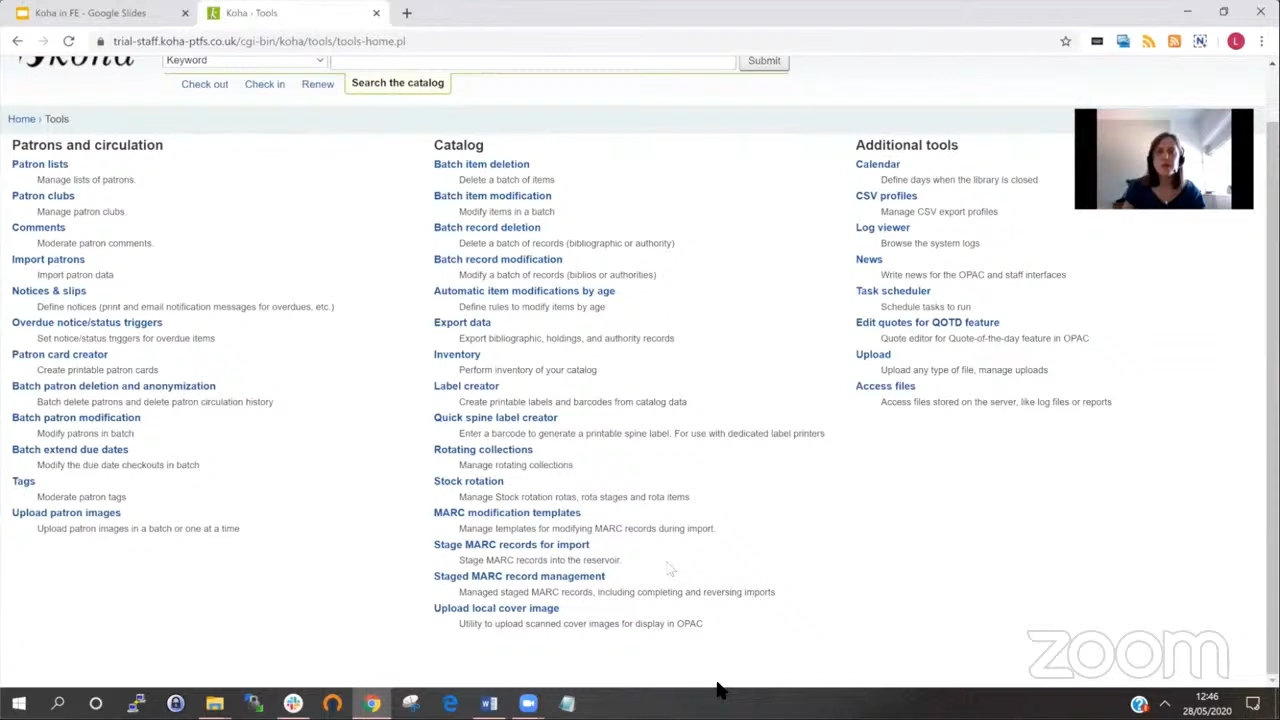 Koha in FE - Google Slides
Koha › Tools
trial-staff.koha-ptfs.co.uk/cgi-bin/koha/tools/tools-home.pl
L
koha
Keyword
Submit
Check out
Check in
Renew
Search the catalog
Home › Tools
Patrons and circulation
Patron lists
Manage lists of patrons.
Patron clubs
Manage patron clubs.
Comments
Moderate patron comments.
Import patrons
Import patron data
Notices & slips
Define notices (print and email notification messages for overdues, etc.)
Overdue notice/status triggers
Set notice/status triggers for overdue items
Patron card creator
Create printable patron cards
Batch patron deletion and anonymization
Batch delete patrons and delete patron circulation history
Batch patron modification
Modify patrons in batch
Batch extend due dates
Modify the due date checkouts in batch
Tags
Moderate patron tags
Upload patron images
Upload patron images in a batch or one at a time
Catalog
Batch item deletion
Delete a batch of items
Batch item modification
Modify items in a batch
Batch record deletion
Delete a batch of records (bibliographic or authority)
Batch record modification
Modify a batch of records (biblios or authorities)
Automatic item modifications by age
Define rules to modify items by age
Export data
Export bibliographic, holdings, and authority records
Inventory
Perform inventory of your catalog
Label creator
Create printable labels and barcodes from catalog data
Quick spine label creator
Enter a barcode to generate a printable spine label. For use with dedicated label printers
Rotating collections
Manage rotating collections
Stock rotation
Manage Stock rotation rotas, rota stages and rota items
MARC modification templates
Manage templates for modifying MARC records during import.
Stage MARC records for import
Stage MARC records into the reservoir.
Staged MARC record management
Managed staged MARC records, including completing and reversing imports
Upload local cover image
Utility to upload scanned cover images for display in OPAC
Additional tools
Calendar
Define days when the library is closed
CSV profiles
Manage CSV export profiles
Log viewer
Browse the system logs
News
Write news for the OPAC and staff interfaces
Task scheduler
Schedule tasks to run
Edit quotes for QOTD feature
Quote editor for Quote-of-the-day feature in OPAC
Upload
Upload any type of file, manage uploads
Access files
Access files stored on the server, like log files or reports
zoom
12:46
28/05/2020